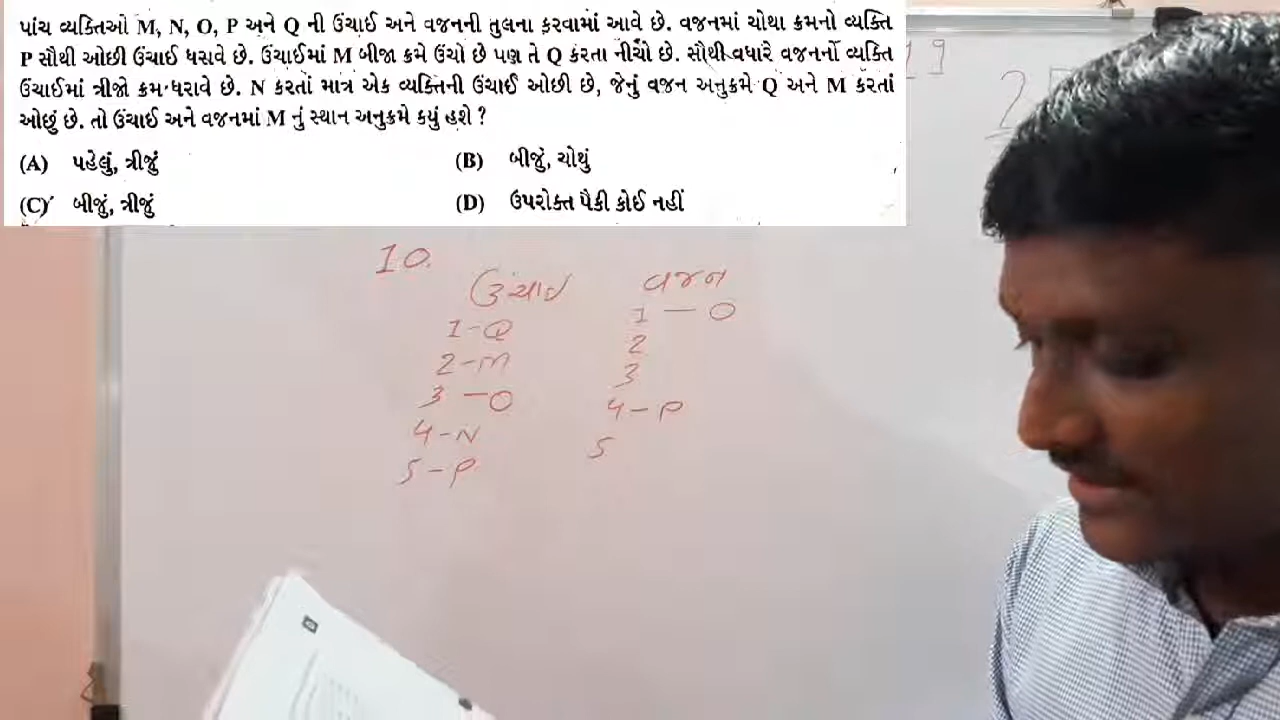 પાંચ વ્યક્તિઓ M, N, O, P અને Q ની ઉંચાઈ અને વજનની તુલના કરવામાં આવે છે. વજનમાં ચોથા ક્રમનો વ્યક્તિ
P સૌથી ઓછી ઉંચાઈ ધરાવે છે. ઉંચાઈમાં M બીજા ક્રમે ઉંચો છે પણ તે Q કરતા નીચો છે. સૌથી વધારે વજનનો વ્યક્તિ
ઉંચાઈમાં ત્રીજો ક્રમ ધરાવે છે. N કરતાં માત્ર એક વ્યક્તિની ઉંચાઈ ઓછી છે, જેનું વજન અનુક્રમે Q અને M કરતાં
ઓછું છે. તો ઉંચાઈ અને વજનમાં M નું સ્થાન અનુક્રમે કયું હશે ?
(A) પહેલું, ત્રીજું
(B) બીજું, ચોથું
(C) બીજું, ત્રીજું
(D) ઉપરોક્ત પૈકી કોઈ નહીં
10.
ઉંચાઈ વજન
1-Q 1 — O
2-M 2
3 -O 3
4-N 4-P
5-P 5
19